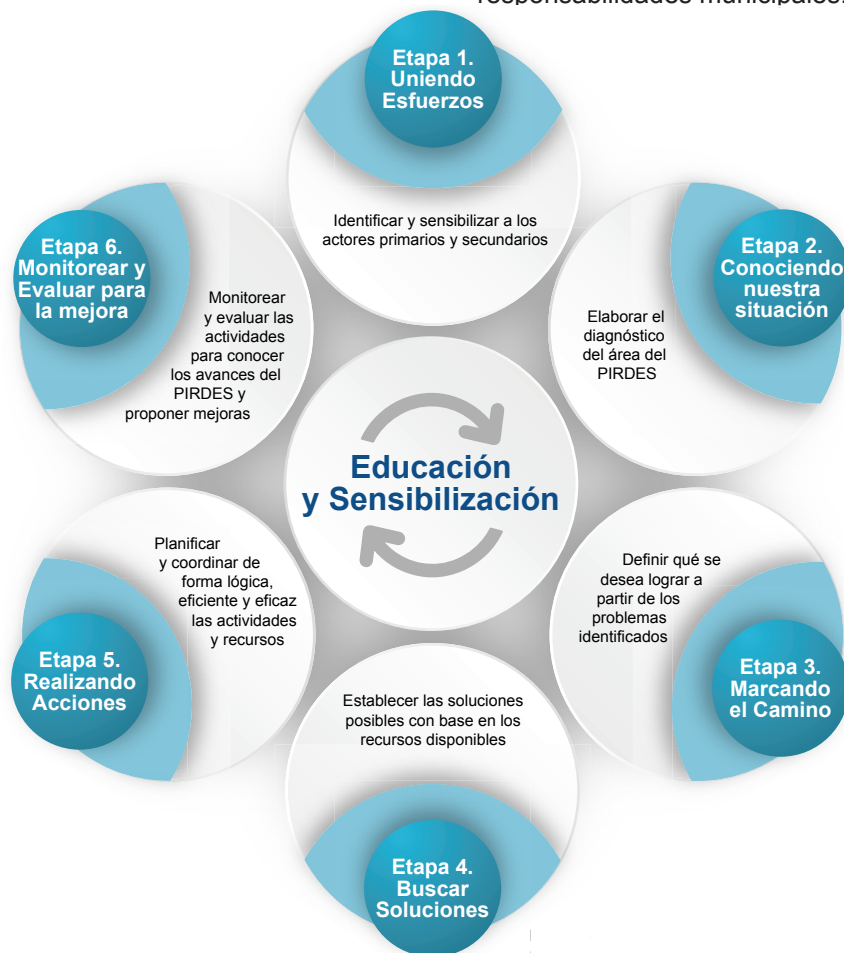 responsabilidades municipales.
Etapa 1.
Uniendo
Esfuerzos
Identificar y sensibilizar a los
actores primarios y secundarios
Etapa 2.
Conociendo
nuestra
situación
Elaborar el
diagnóstico
del área del
PIRDES
Etapa 3.
Marcando
el Camino
Definir qué se
desea lograr a
partir de los
problemas
identificados
Etapa 4.
Buscar
Soluciones
Establecer las soluciones
posibles con base en los
recursos disponibles
Etapa 5.
Realizando
Acciones
Planificar
y coordinar de
forma lógica,
eficiente y eficaz
las actividades
y recursos
Etapa 6.
Monitorear y
Evaluar para
la mejora
Monitorear
y evaluar las
actividades
para conocer
los avances del
PIRDES y
proponer mejoras
Educación
y Sensibilización